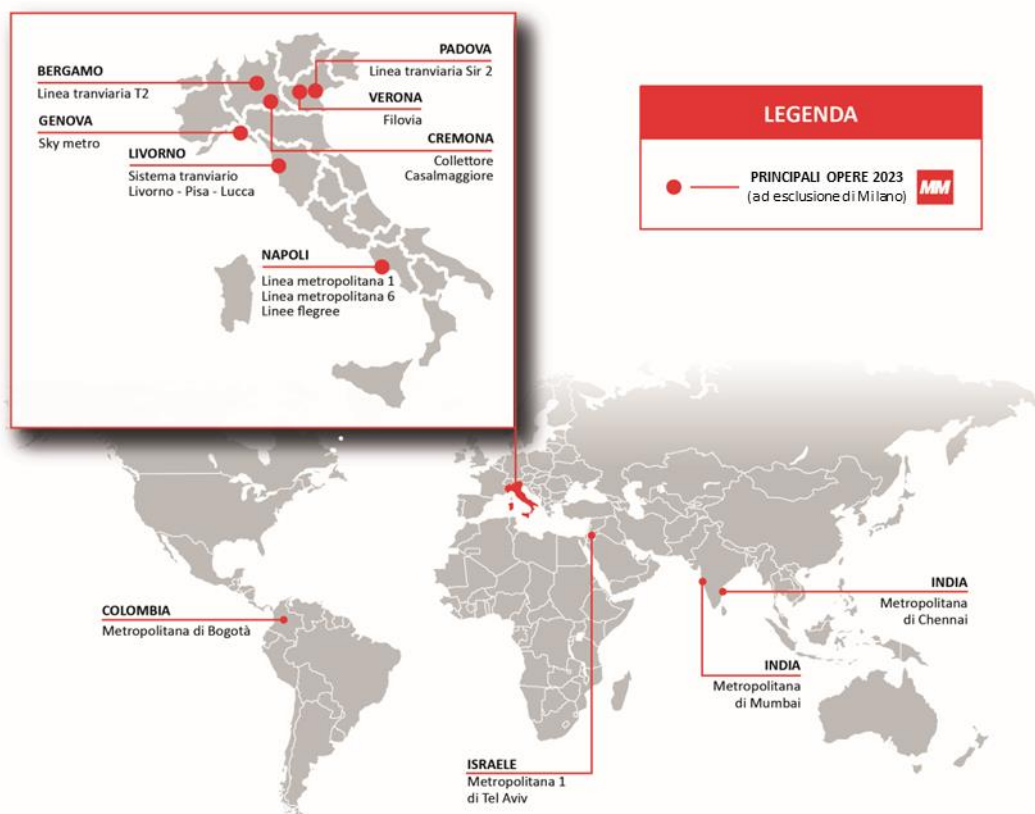 PADOVA
Linea tranviaria Sir 2
BERGAMO
Linea tranviaria T2
VERONA
Filovia
GENOVA
Sky metro
CREMONA
Collettore
Casalmaggiore
LIVORNO
Sistema tranviario
Livorno - Pisa - Lucca
NAPOLI
Linea metropolitana 1
Linea metropolitana 6
Linee flegree
LEGENDA
PRINCIPALI OPERE 2023
(ad esclusione di Milano)
MM
COLOMBIA
Metropolitana di Bogotà
INDIA
Metropolitana
di Chennai
INDIA
Metropolitana
di Mumbai
ISRAELE
Metropolitana 1
di Tel Aviv